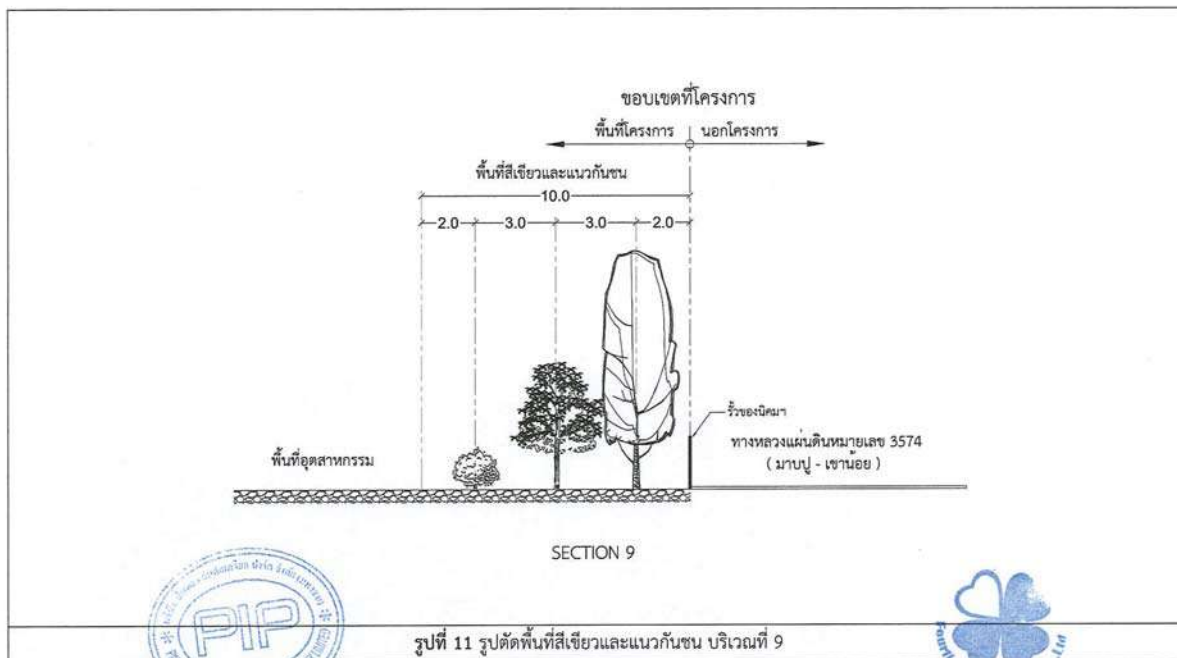 ขอบเขตที่โครงการ
พื้นที่โครงการ นอกโครงการ
พื้นที่สีเขียวและแนวกันชน
10.0
2.0 3.0 3.0 2.0
รั้วของนิคมฯ
ทางหลวงแผ่นดินหมายเลข 3574
( มาบปู - เขาน้อย )
พื้นที่อุตสาหกรรม
SECTION 9
PIP
รูปที่ 11 รูปตัดพื้นที่สีเขียวและแนวกันชน บริเวณที่ 9